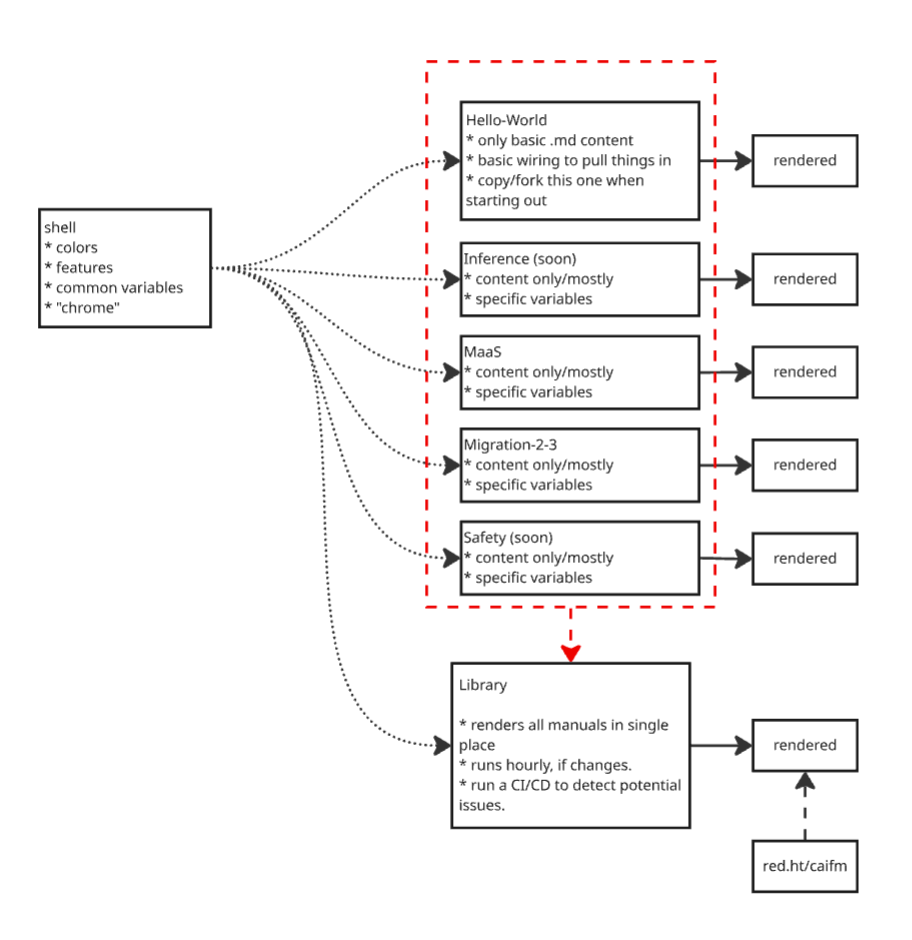 shell
* colors
* features
* common variables
* "chrome"
Hello-World
* only basic .md content
* basic wiring to pull things in
* copy/fork this one when
starting out
rendered
Inference (soon)
* content only/mostly
* specific variables
rendered
MaaS
* content only/mostly
* specific variables
rendered
Migration-2-3
* content only/mostly
* specific variables
rendered
Safety (soon)
* content only/mostly
* specific variables
rendered
Library
* renders all manuals in single
place
* runs hourly, if changes.
* run a CI/CD to detect potential
issues.
rendered
red.ht/caifm